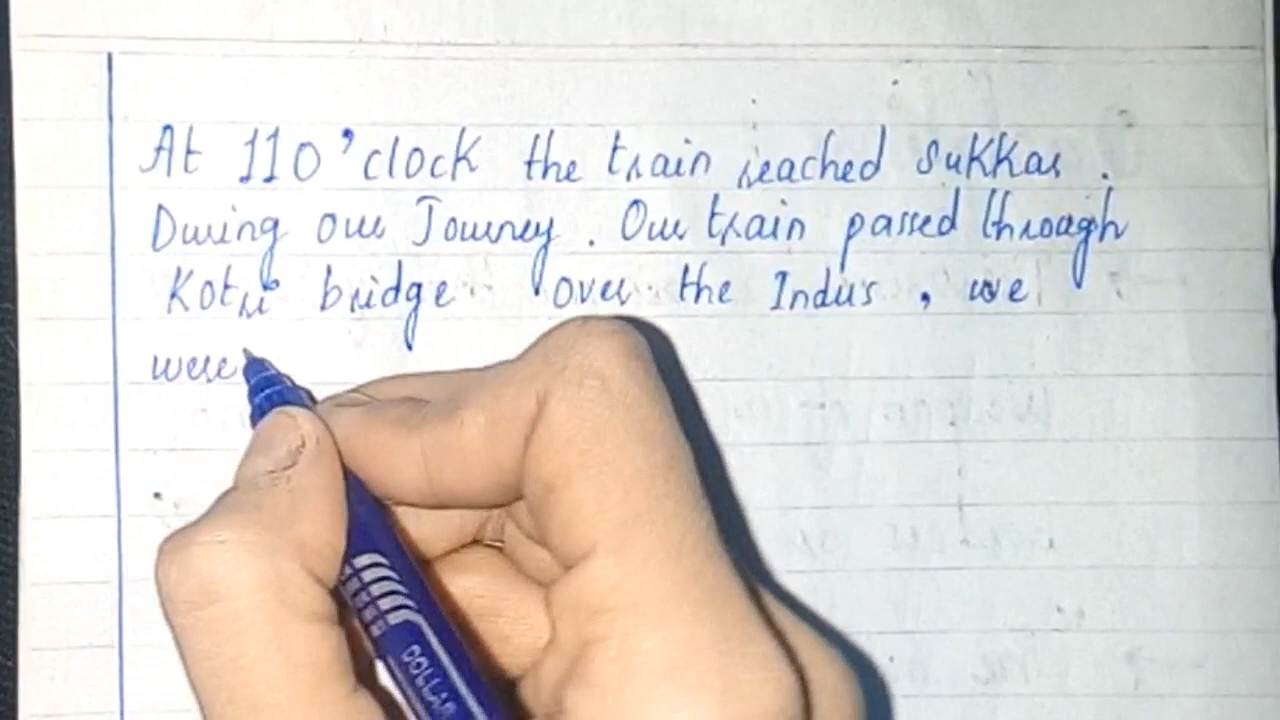 At 11 O'clock the train reached Sukkar .
During our Journey . Our train passed through
Kotri bridge over the Indus , we
were
DOLLAR